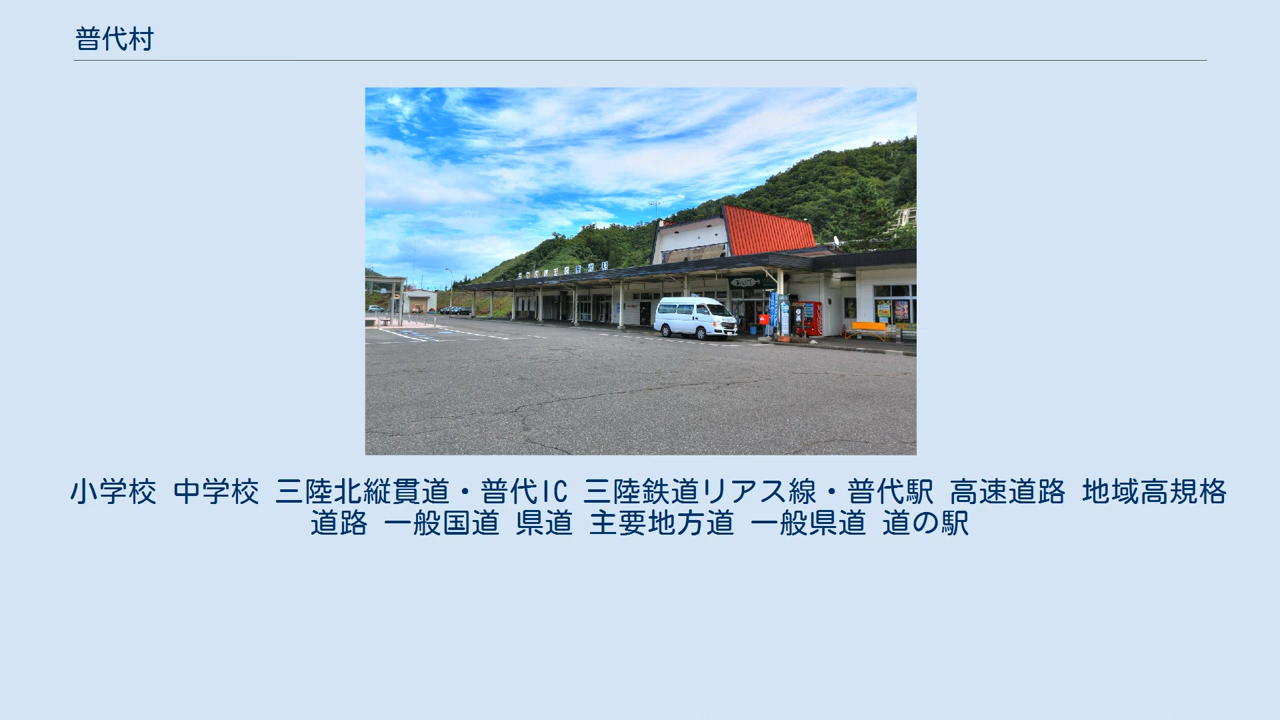 普代村
小学校 中学校 三陸北縦貫道・普代IC 三陸鉄道リアス線・普代駅 高速道路 地域高規格
道路 一般国道 県道 主要地方道 一般県道 道の駅